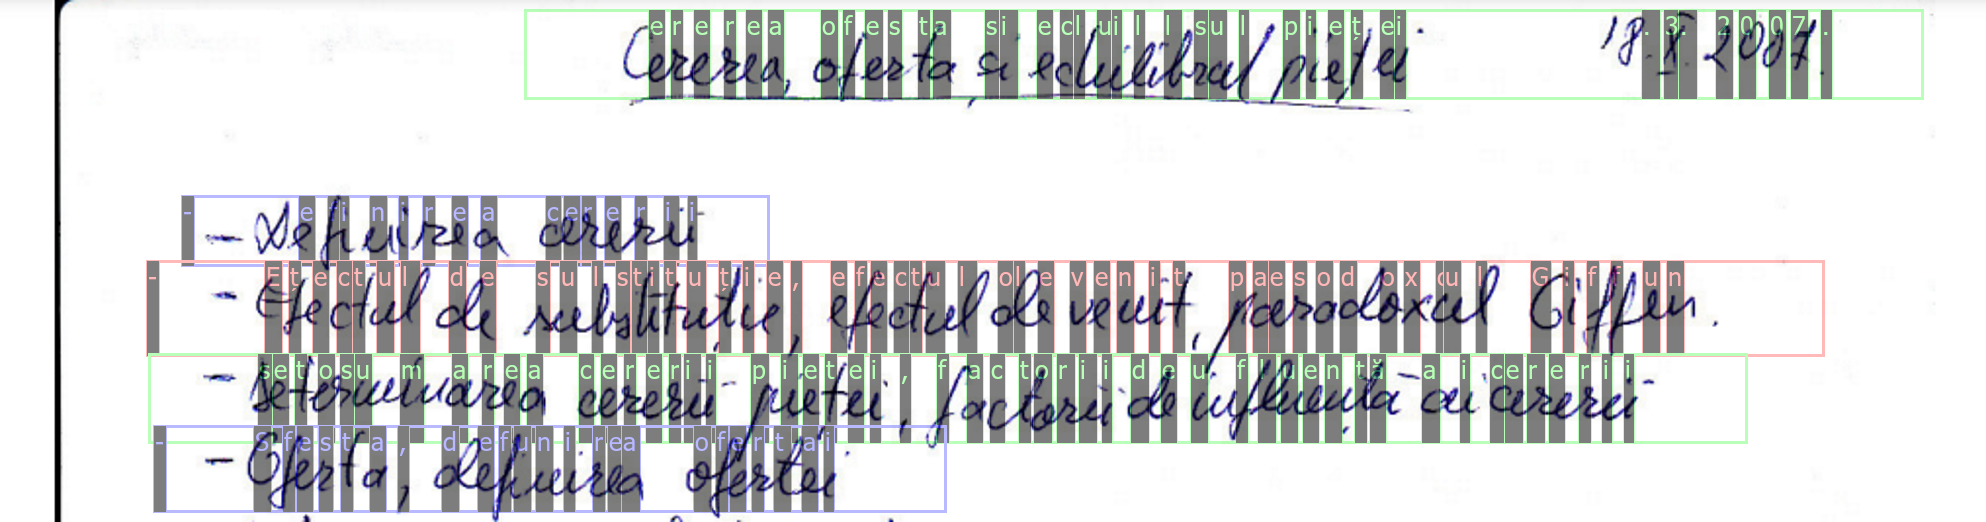 Cererea, oferta și echilibrul pieței 18.X.2007.
- Definirea cererii
- Efectul de substituție, efectul de venit, paradoxul Giffen.
- Determinarea cererii pieței, factorii de influență ai cererii
- Oferta, definirea ofertei